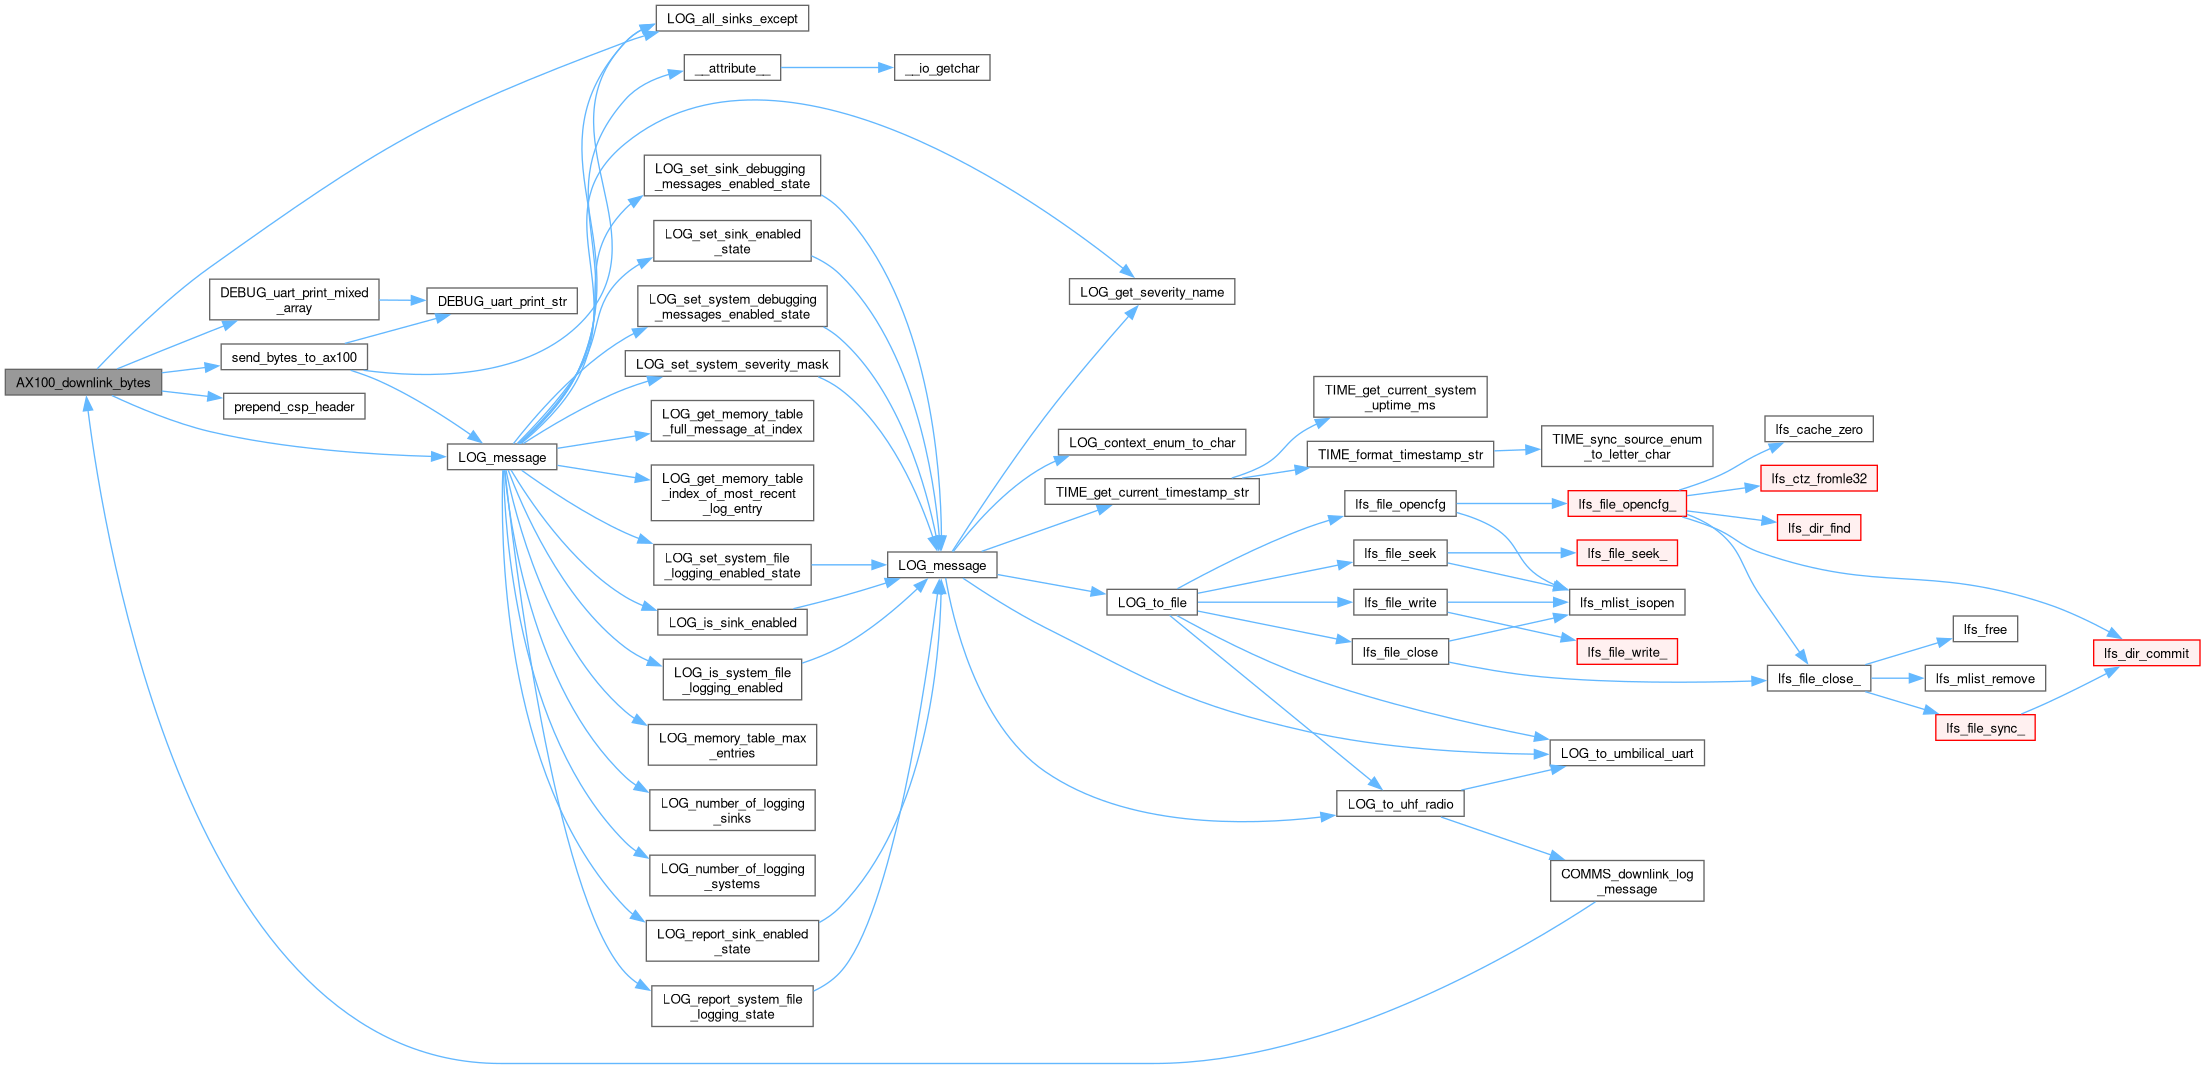 AX100_downlink_bytes
DEBUG_uart_print_mixed
_array
send_bytes_to_ax100
prepend_csp_header
DEBUG_uart_print_str
LOG_message
LOG_all_sinks_except
__attribute__
__io_getchar
LOG_set_sink_debugging
_messages_enabled_state
LOG_set_sink_enabled
_state
LOG_set_system_debugging
_messages_enabled_state
LOG_set_system_severity_mask
LOG_get_memory_table
_full_message_at_index
LOG_get_memory_table
_index_of_most_recent
_log_entry
LOG_set_system_file
_logging_enabled_state
LOG_is_sink_enabled
LOG_is_system_file
_logging_enabled
LOG_memory_table_max
_entries
LOG_number_of_logging
_sinks
LOG_number_of_logging
_systems
LOG_report_sink_enabled
_state
LOG_report_system_file
_logging_state
LOG_message
LOG_get_severity_name
LOG_context_enum_to_char
TIME_get_current_timestamp_str
LOG_to_file
TIME_get_current_system
_uptime_ms
TIME_format_timestamp_str
TIME_sync_source_enum
_to_letter_char
lfs_file_opencfg
lfs_file_seek
lfs_file_write
lfs_file_close
LOG_to_uhf_radio
lfs_file_opencfg_
lfs_file_seek_
lfs_mlist_isopen
lfs_file_write_
LOG_to_umbilical_uart
COMMS_downlink_log
_message
lfs_cache_zero
lfs_ctz_fromle32
lfs_dir_find
lfs_file_close_
lfs_free
lfs_mlist_remove
lfs_file_sync_
lfs_dir_commit